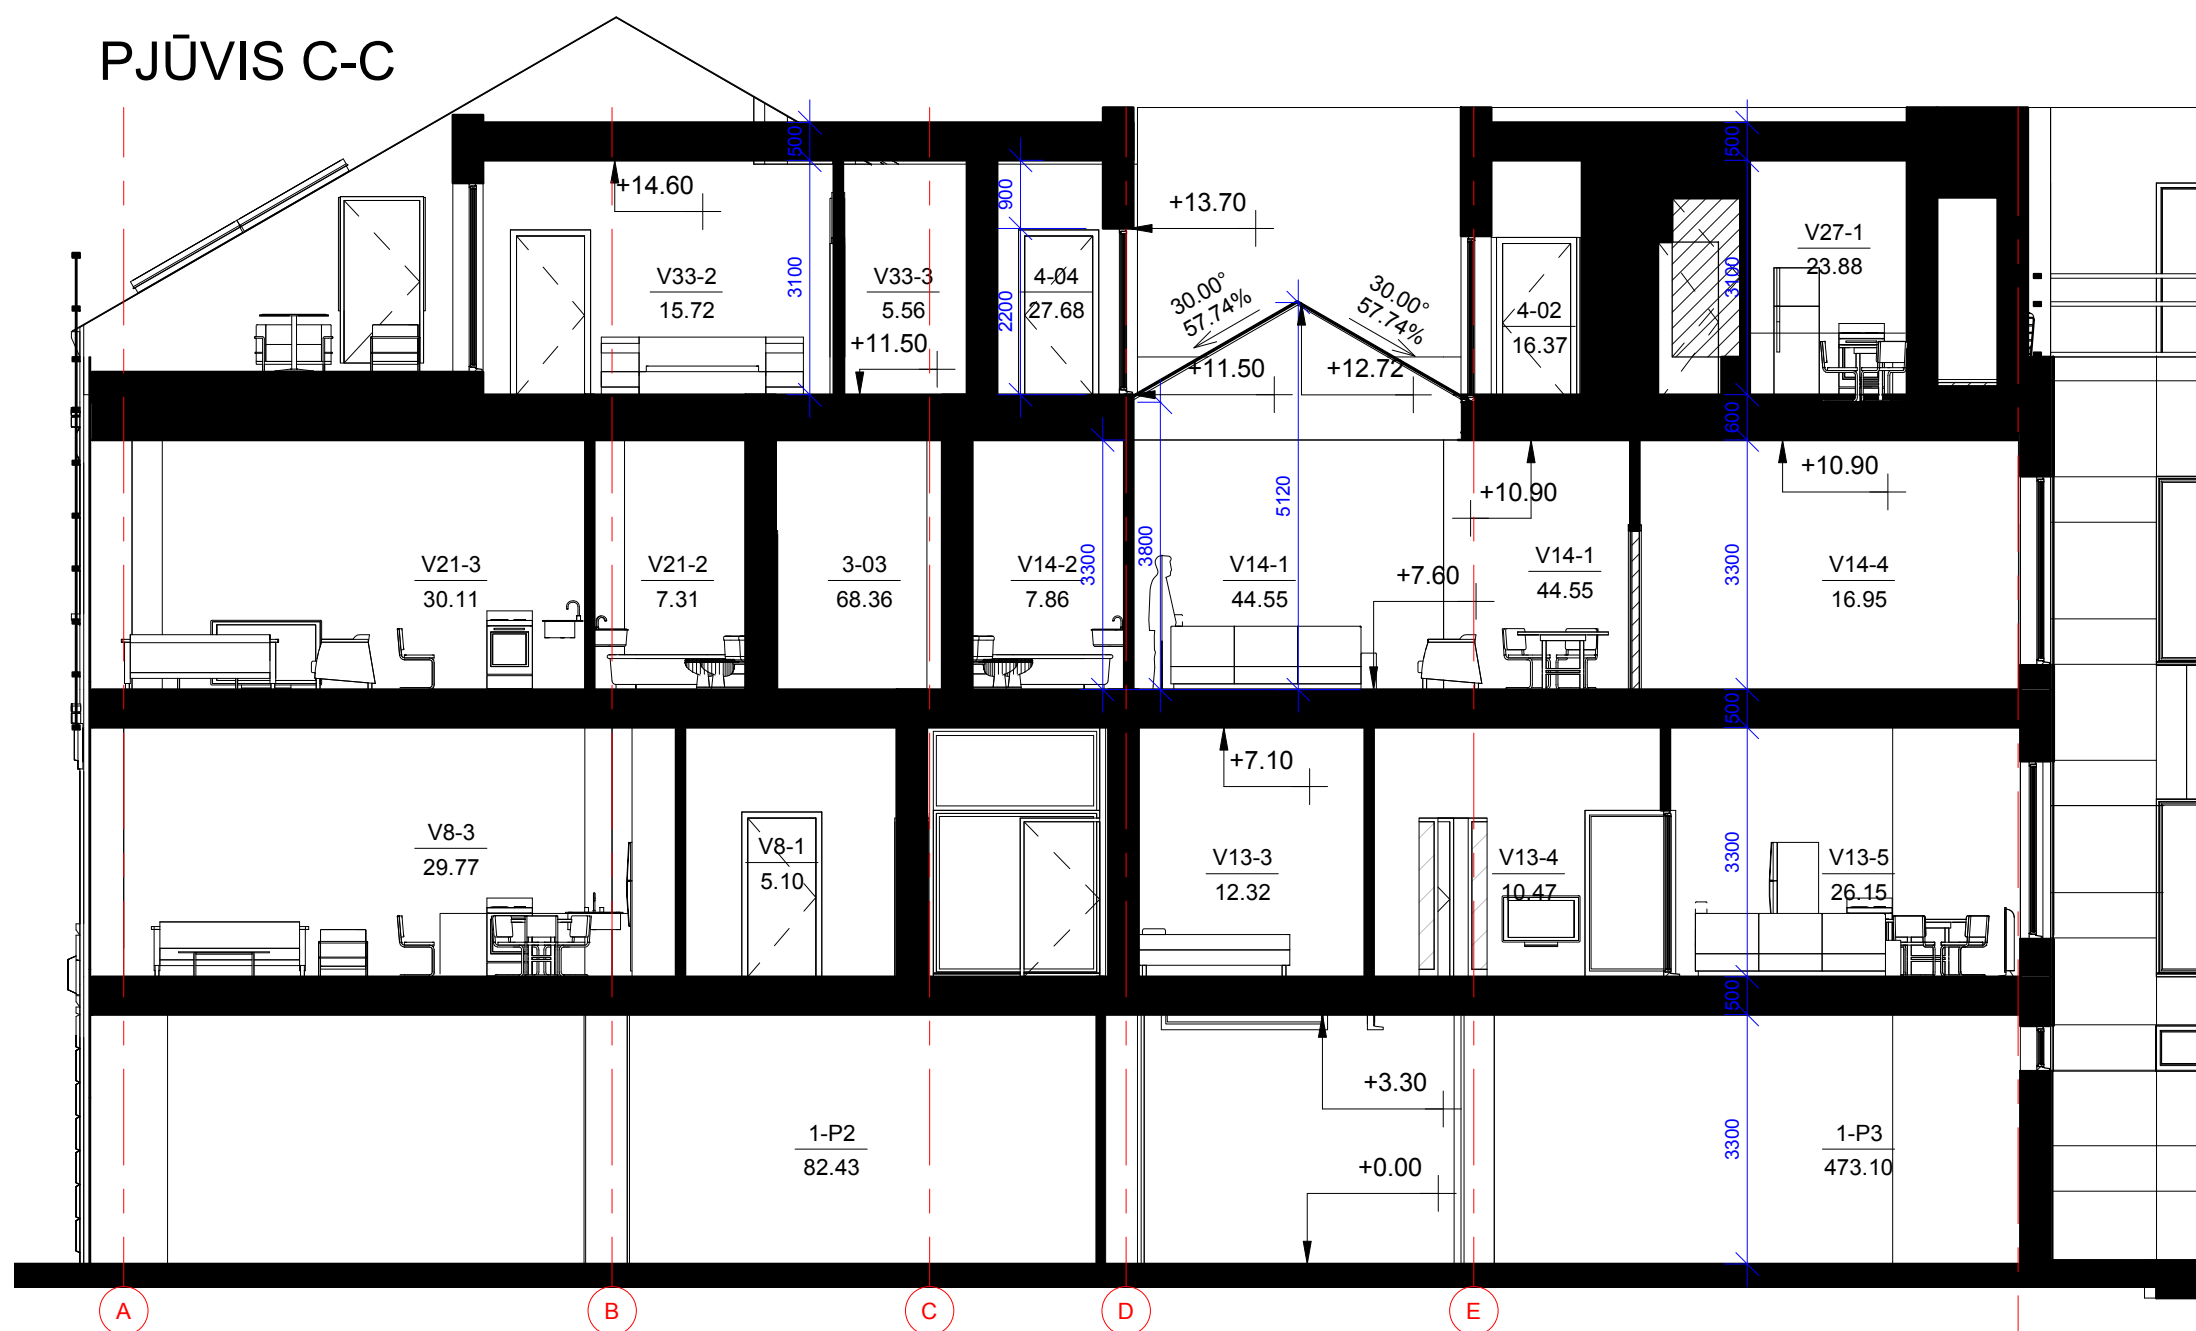 PJŪVIS C-C
500
500
+14.60
900
+13.70
3100
V33-2
15.72
V33-3
5.56
2200
4-04
27.68
30.00°
57.74%
30.00°
57.74%
4-02
16.37
3100
V27-1
23.88
+11.50
+11.50
+12.72
600
+10.90
+10.90
5120
V21-3
30.11
V21-2
7.31
3-03
68.36
V14-2
7.86
3300
3800
V14-1
44.55
+7.60
V14-1
44.55
3300
V14-4
16.95
500
+7.10
V8-3
29.77
V8-1
5.10
V13-3
12.32
V13-4
10.47
3300
V13-5
26.15
500
+3.30
1-P2
82.43
+0.00
3300
1-P3
473.10
A
B
C
D
E